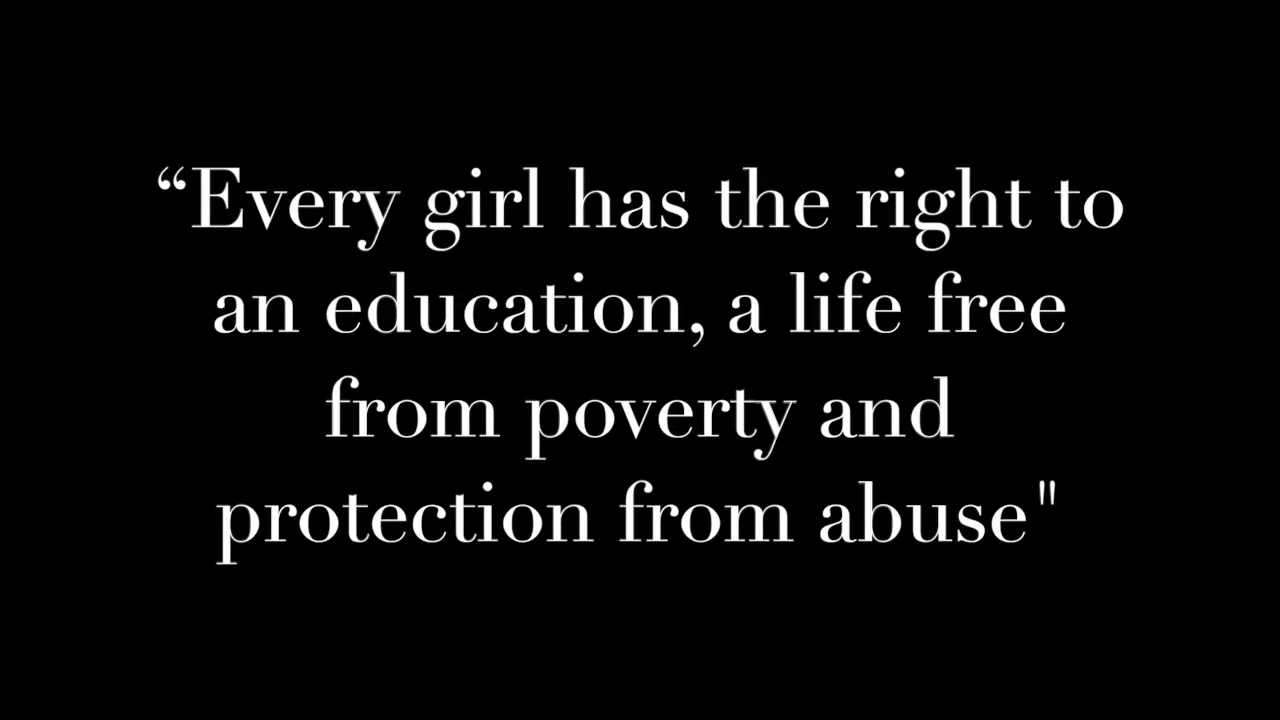 “Every girl has the right to
an education, a life free
from poverty and
protection from abuse"